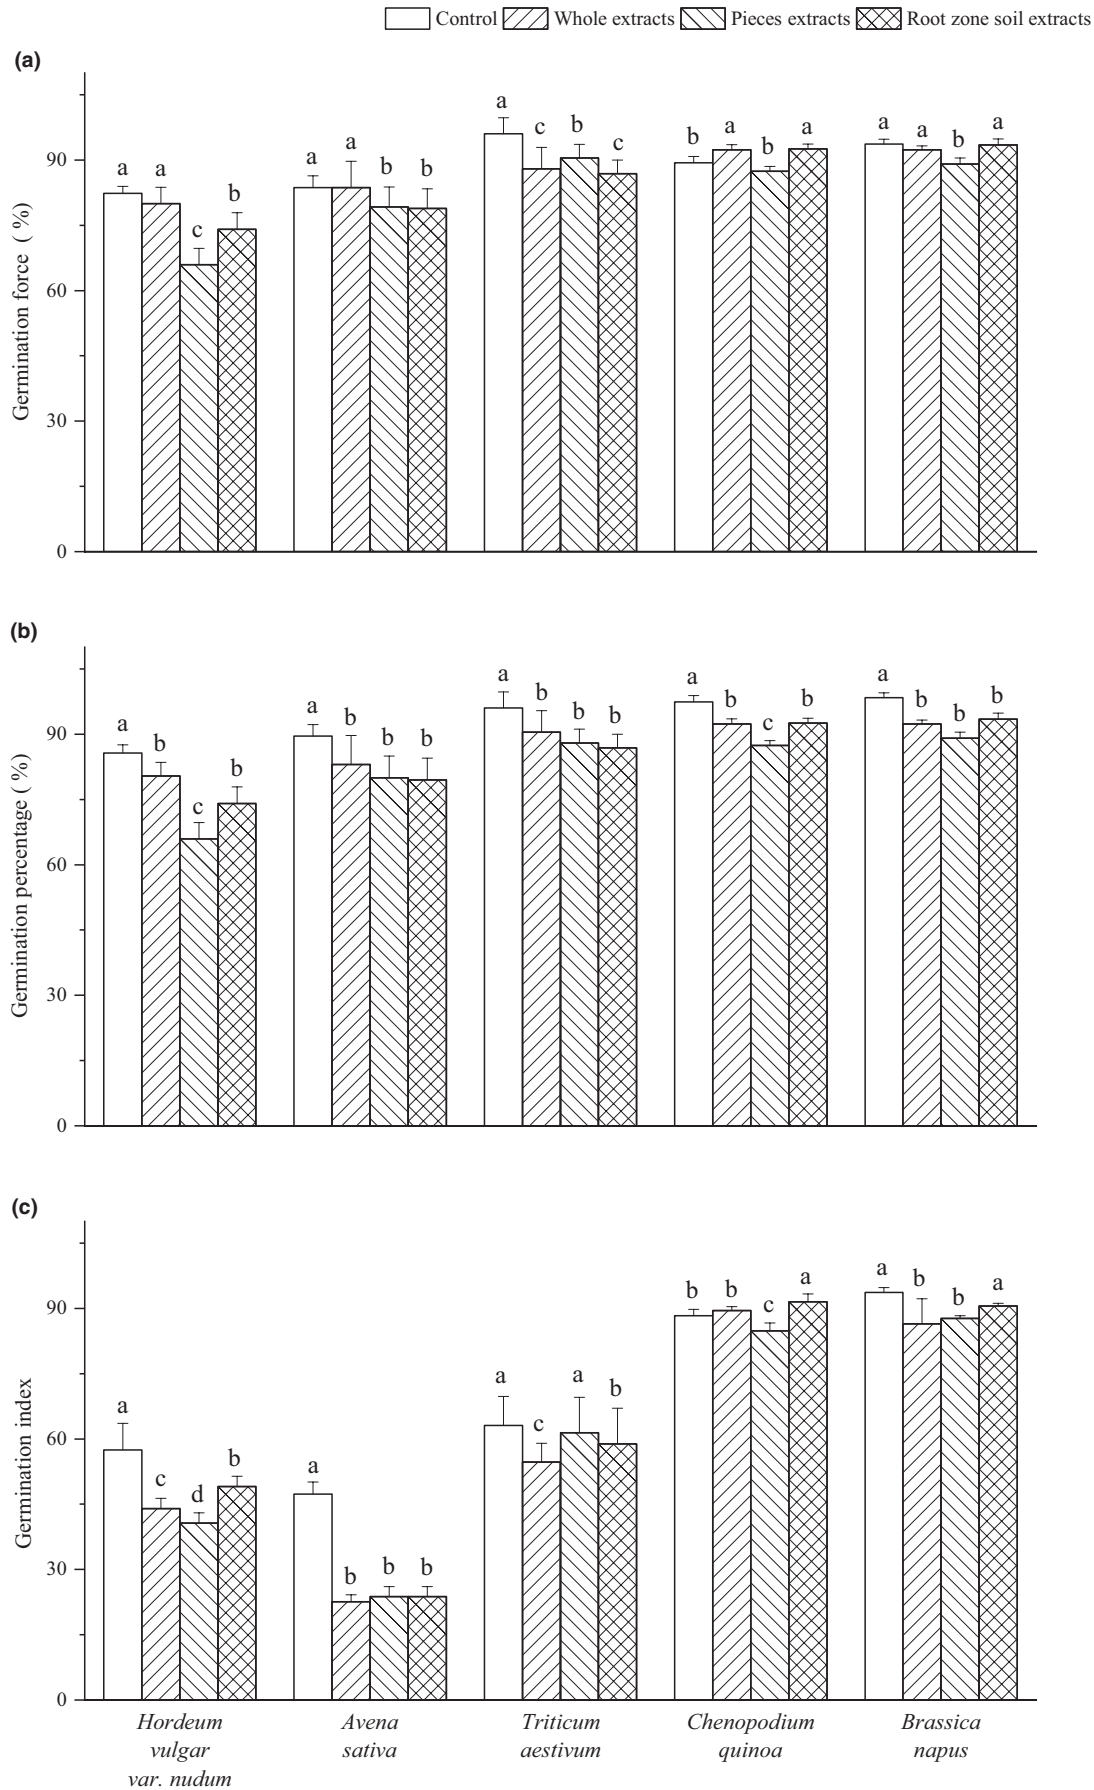 Control Whole extracts Pieces extracts Root zone soil extracts
(a)
a a c b a a b b a c b c b a b a a a b a
90
60
30
0
Germination force ( %)
(b)
a b c b a b b b a b b b a b c b a b b b
90
60
30
0
Germination percentage ( %)
(c)
a c d b a b b b a c a b b b c a a b b a
90
60
30
0
Germination index
Hordeum vulgar var. nudum
Avena sativa
Triticum aestivum
Chenopodium quinoa
Brassica napus